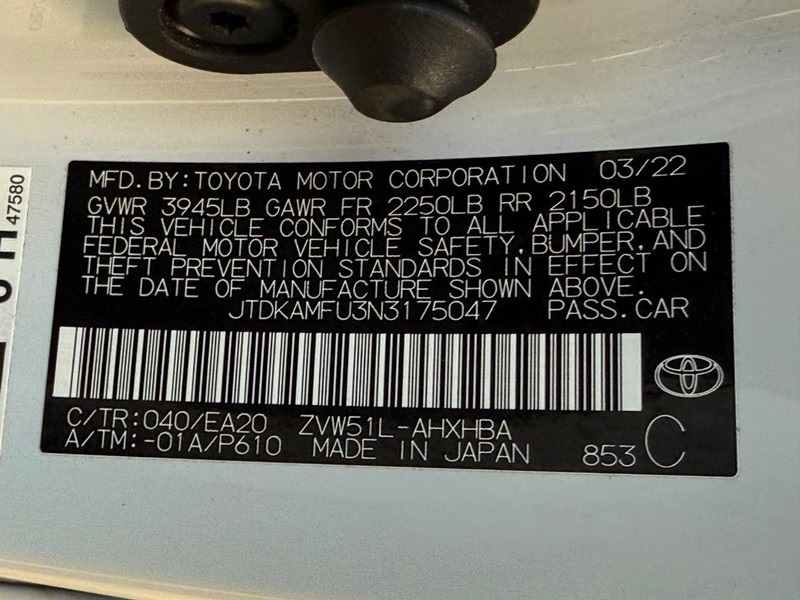 MFD.BY:TOYOTA MOTOR CORPORATION 03/22
GVWR 3945LB GAWR FR 2250LB RR 2150LB
THIS VEHICLE CONFORMS TO ALL APPLICABLE
FEDERAL MOTOR VEHICLE SAFETY,BUMPER,AND
THEFT PREVENTION STANDARDS IN EFFECT ON
THE DATE OF MANUFACTURE SHOWN ABOVE.
JTDKAMFU3N3175047 PASS.CAR
C/TR:040/EA20 ZVW51L-AHXHBA
A/TM:-01A/P610 MADE IN JAPAN 853 C
47580